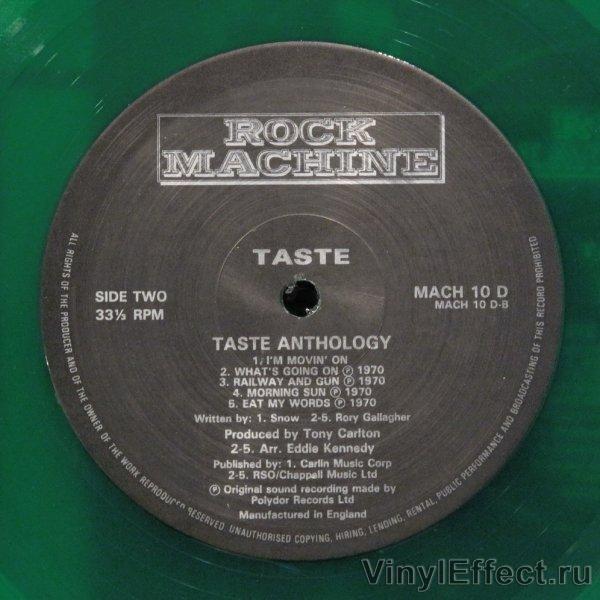 ROCK
MACHINE
TASTE
SIDE TWO
33⅓ RPM
MACH 10 D
MACH 10 D-B
TASTE ANTHOLOGY
1. I'M MOVIN' ON
2. WHAT'S GOING ON Ⓟ 1970
3. RAILWAY AND GUN Ⓟ 1970
4. MORNING SUN Ⓟ 1970
5. EAT MY WORDS Ⓟ 1970
Written by: 1. Snow 2-5. Rory Gallagher
Produced by Tony Carlton
2-5. Arr. Eddie Kennedy
Published by: 1. Carlin Music Corp
2-5. RSO/Chappall Music Ltd
Ⓟ Original sound recording made by
Polydor Records Ltd
Manufactured in England
ALL RIGHTS OF THE PRODUCER AND OF THE OWNER OF THE WORK REPRODUCED RESERVED. UNAUTHORISED COPYING, HIRING, LENDING, RENTAL, PUBLIC PERFORMANCE AND BROADCASTING OF THIS RECORD PROHIBITED
VinylEffect.ru